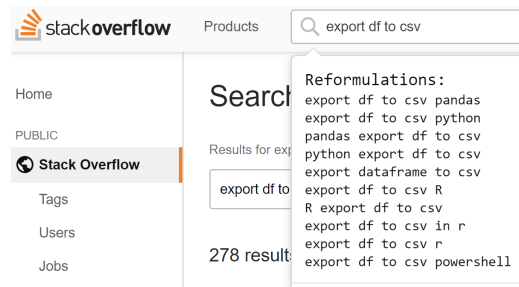 stack overflow
Products
export df to csv
Home
PUBLIC
Stack Overflow
Tags
Users
Jobs
Search
Results for exp
export df to
278 results
Reformulations:
export df to csv pandas
export df to csv python
pandas export df to csv
python export df to csv
export dataframe to csv
export df to csv R
R export df to csv
export df to csv in r
export df to csv r
export df to csv powershell